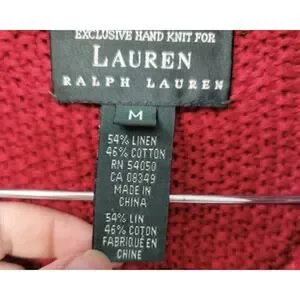 EXCLUSIVE HAND KNIT FOR
LAUREN
RALPH LAUREN
M
54% LINEN
46% COTTON
RN 54050
CA 08349
MADE IN
CHINA
54% LIN
46% COTON
FABRIQUÉ EN
CHINE